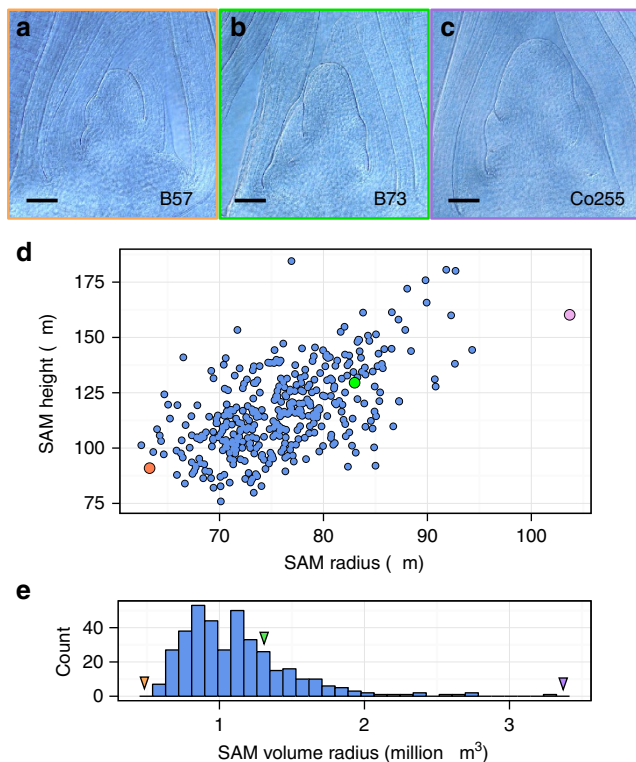 a
b
c
B57
B73
Co255
d
175
150
125
100
75
SAM height ( m)
70
80
90
100
SAM radius ( m)
e
40
20
0
Count
1
2
3
SAM volume radius (million m³)